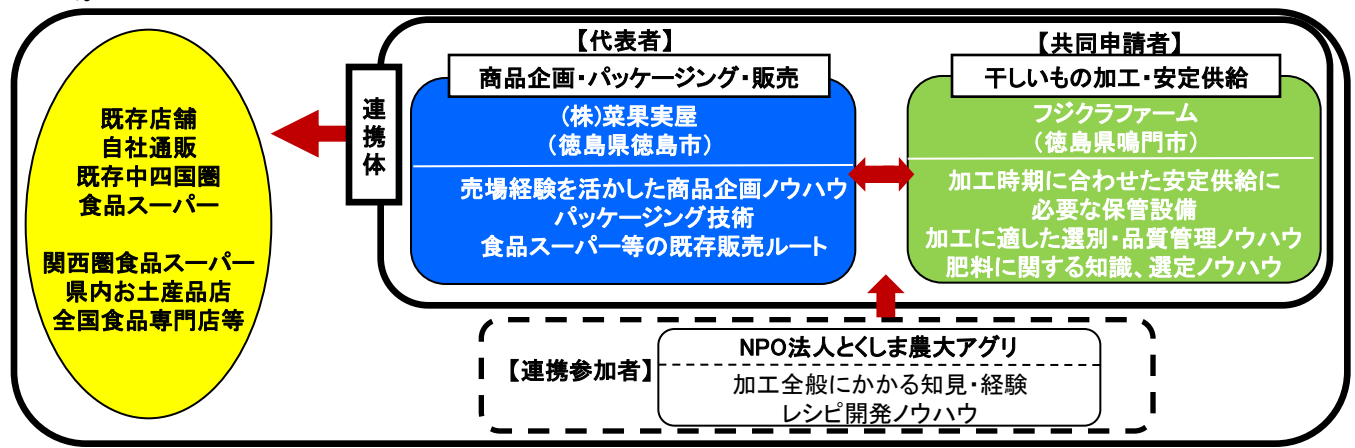 既存店舗
自社通販
既存中四国圏
食品スーパー
関西圏食品スーパー
県内お土産品店
全国食品専門店等
連携体
【代表者】
商品企画・パッケージング・販売
(株)菜果実屋
(徳島県徳島市)
売場経験を活かした商品企画ノウハウ
パッケージング技術
食品スーパー等の既存販売ルート
【共同申請者】
干しいもの加工・安定供給
フジクラファーム
(徳島県鳴門市)
加工時期に合わせた安定供給に
必要な保管設備
加工に適した選別・品質管理ノウハウ
肥料に関する知識、選定ノウハウ
【連携参加者】
NPO法人とくしま農大アグリ
加工全般にかかる知見・経験
レシピ開発ノウハウ